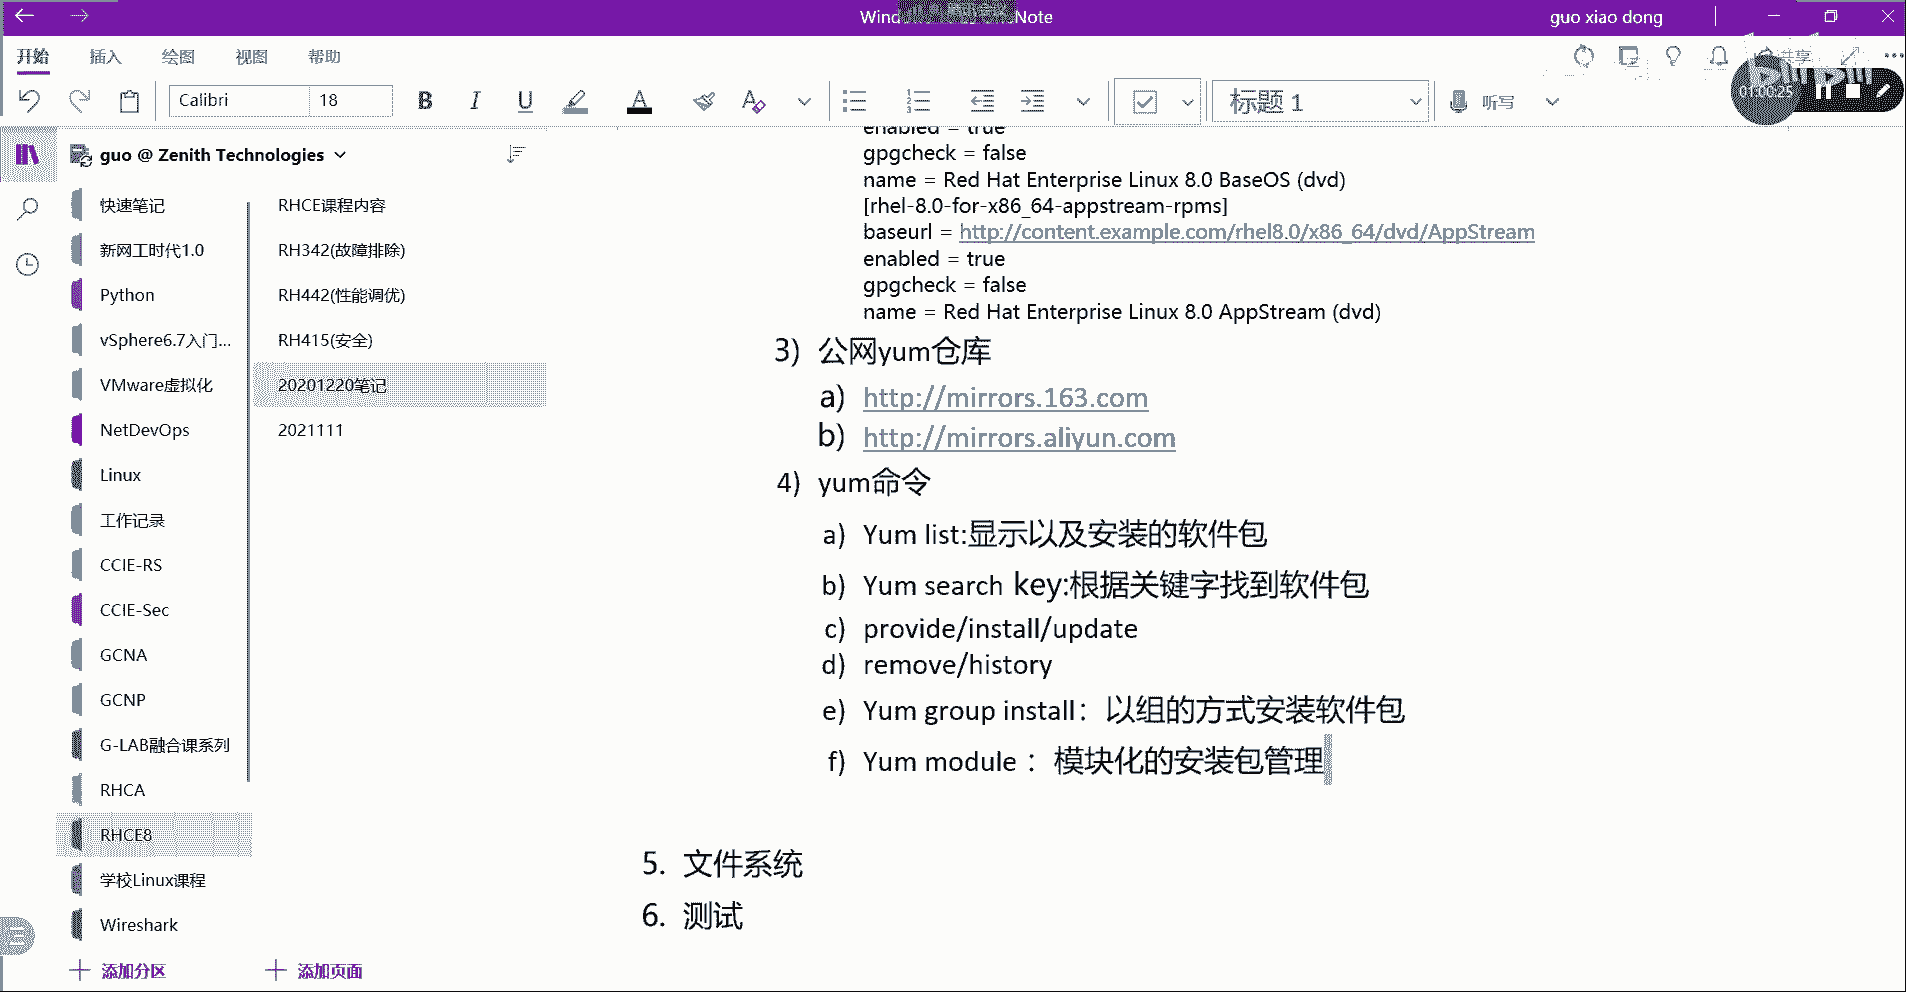 guo xiao dong
开始 插入 绘图 视图 帮助 共享
Calibri 18 B I U A 标题 1 听写
01:00:25
guo @ Zenith Technologies
快速笔记
新网工时代1.0
Python
vSphere6.7入门...
VMware虚拟化
NetDevOps
Linux
工作记录
CCIE-RS
CCIE-Sec
GCNA
GCNP
G-LAB融合课系列
RHCA
RHCE8
学校Linux课程
Wireshark
添加分区
RHCE课程内容
RH342(故障排除)
RH442(性能调优)
RH415(安全)
20201220笔记
2021111
添加页面
enabled = true
gpgcheck = false
name = Red Hat Enterprise Linux 8.0 BaseOS (dvd)
[rhel-8.0-for-x86_64-appstream-rpms]
baseurl = http://content.example.com/rhel8.0/x86_64/dvd/AppStream
enabled = true
gpgcheck = false
name = Red Hat Enterprise Linux 8.0 AppStream (dvd)
3) 公网yum仓库
a) http://mirrors.163.com
b) http://mirrors.aliyun.com
4) yum命令
a) Yum list:显示以及安装的软件包
b) Yum search key:根据关键字找到软件包
c) provide/install/update
d) remove/history
e) Yum group install：以组的方式安装软件包
f) Yum module ：模块化的安装包管理
5. 文件系统
6. 测试